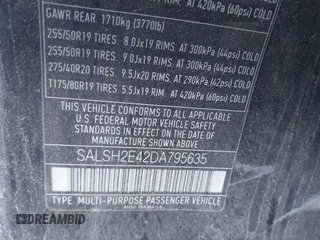 RIM. AT 420kPa (60psi) COLD
GAWR REAR 1710kg (3770lb)
255/50R19 TIRES. 8.0Jx19 RIMS. AT 300kPa (44psi) COLD
255/50R19 TIRES. 9.0Jx19 RIMS. AT 300kPa (44psi) COLD
275/40R20 TIRES. 9.5Jx20 RIMS. AT 290kPa (42psi) COLD
T175/80R19 TIRES. 5.5Jx19 RIM. AT 420kPa (60psi) COLD
THIS VEHICLE CONFORMS TO ALL APPLICABLE
U.S. FEDERAL MOTOR VEHICLE SAFETY
STANDARDS IN EFFECT ON THE DATE OF
MANUFACTURE SHOWN ABOVE.
SALSH2E42DA795635
TYPE: MULTI-PURPOSE PASSENGER VEHICLE
DREAMBID